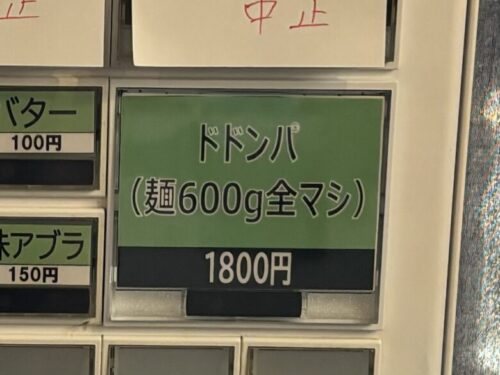 中止
バター
100円
ドドンパ
(麺600g全マシ)
1800円
味アブラ
150円